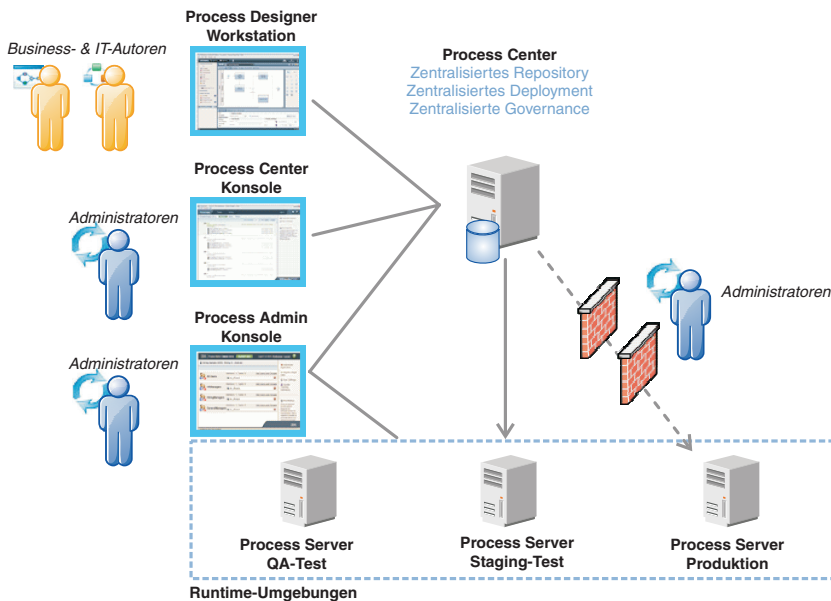 Process Designer
Workstation
Business- & IT-Autoren
Process Center
Zentralisiertes Repository
Zentralisiertes Deployment
Zentralisierte Governance
Process Center
Konsole
Administratoren
Process Admin
Konsole
Administratoren
Administratoren
Process Server
QA-Test
Process Server
Staging-Test
Process Server
Produktion
Runtime-Umgebungen